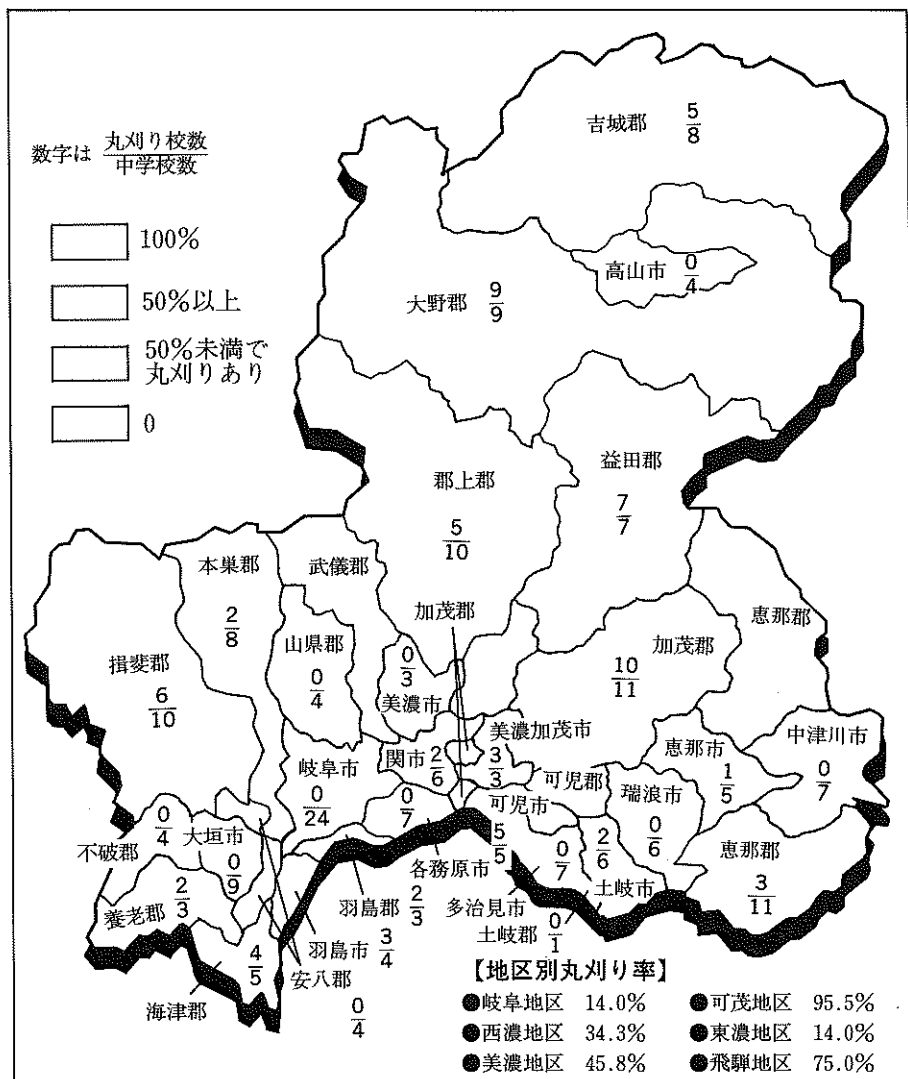 数字は 丸刈り校数/中学校数
100%
50%以上
50%未満で
丸刈りあり
0
吉城郡 5/8
高山市 0/4
大野郡 9/9
益田郡
7/7
郡上郡
5/10
本巣郡
2/8
武儀郡
加茂郡
恵那郡
揖斐郡
6/10
山県郡
0/4
0/3
美濃市
加茂郡
10/11
美濃加茂市
3/3
恵那市
1/5
中津川市
0/7
岐阜市
0/24
関市 2/6
可児郡
瑞浪市
0/6
0/7
各務原市
可児市
5/5
恵那郡
3/11
0/4
不破郡
大垣市
0/9
2/6
土岐市
0/7
多治見市
養老郡 2/3
羽島郡 2/3
土岐郡 0/1
羽島市 3/4
4/5
海津郡
安八郡
0/4
【地区別丸刈り率】
●岐阜地区 14.0% ●可茂地区 95.5%
●西濃地区 34.3% ●東濃地区 14.0%
●美濃地区 45.8% ●飛騨地区 75.0%